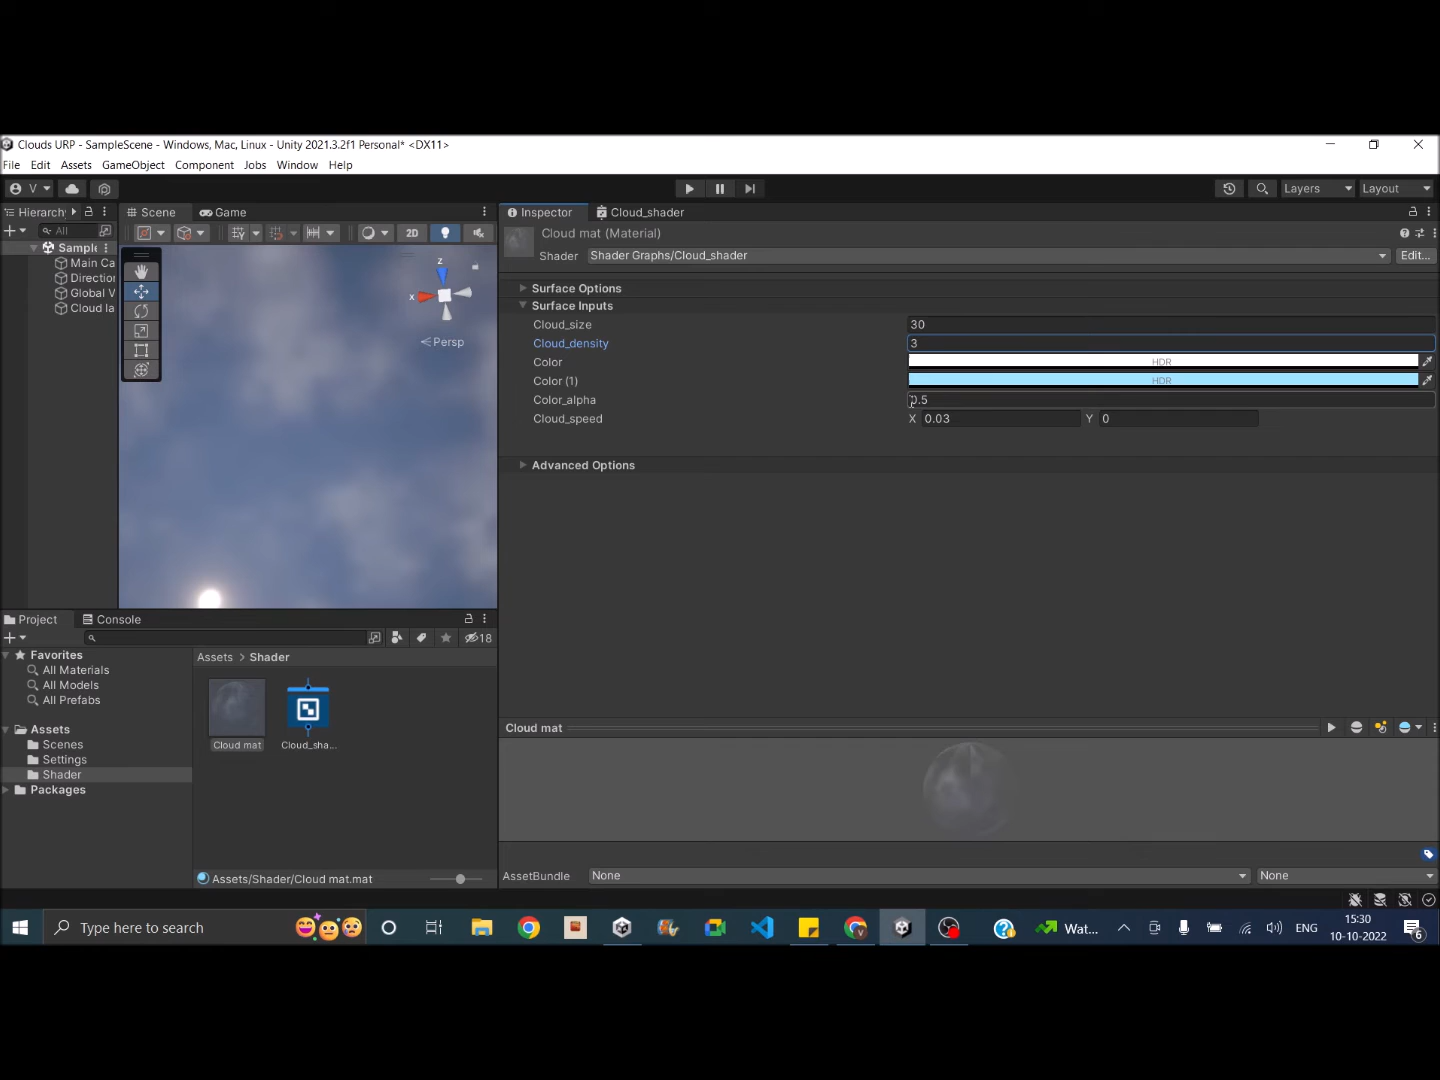 Clouds URP - SampleScene - Windows, Mac, Linux - Unity 2021.3.2f1 Personal* <DX11>
File Edit Assets GameObject Component Jobs Window Help
V
Layers Layout
Hierarchy
Scene Game
Inspector Cloud_shader
All
2D
Cloud mat (Material)
Shader Shader Graphs/Cloud_shader Edit...
Sample
Main Ca
Direction
Global V
Cloud la
z
x
Persp
Surface Options
Surface Inputs
Cloud_size 30
Cloud_density 3
Color HDR
Color (1) HDR
Color_alpha 0.5
Cloud_speed X 0.03 Y 0
Advanced Options
Project Console
18
Favorites
All Materials
All Models
All Prefabs
Assets
Scenes
Settings
Shader
Packages
Assets > Shader
Cloud mat
Cloud_sha...
Assets/Shader/Cloud mat.mat
Cloud mat
AssetBundle None None
Type here to search
Wat...
ENG
15:30
10-10-2022
6